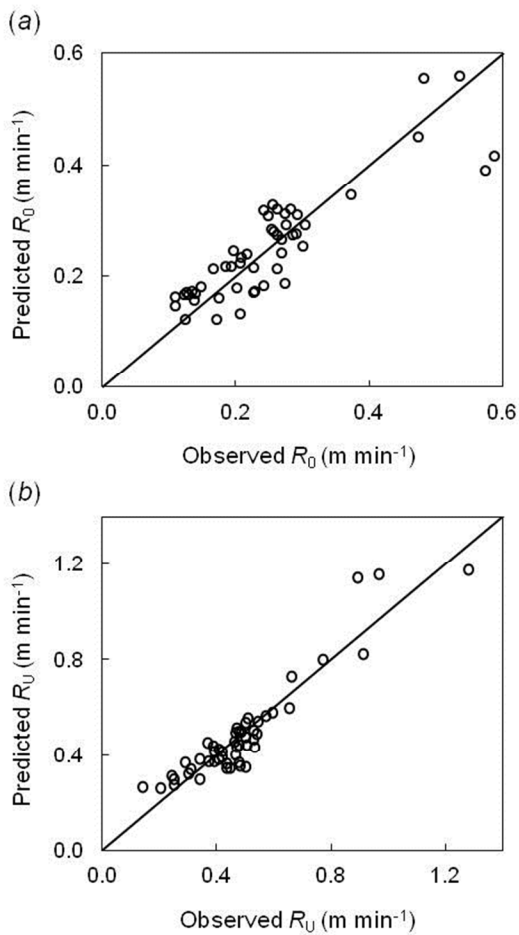 (a)
0.6
0.4
0.2
0.0
Predicted R0 (m min-1)
0.0 0.2 0.4 0.6
Observed R0 (m min-1)
(b)
1.2
0.8
0.4
0.0
Predicted RU (m min-1)
0.0 0.4 0.8 1.2
Observed RU (m min-1)